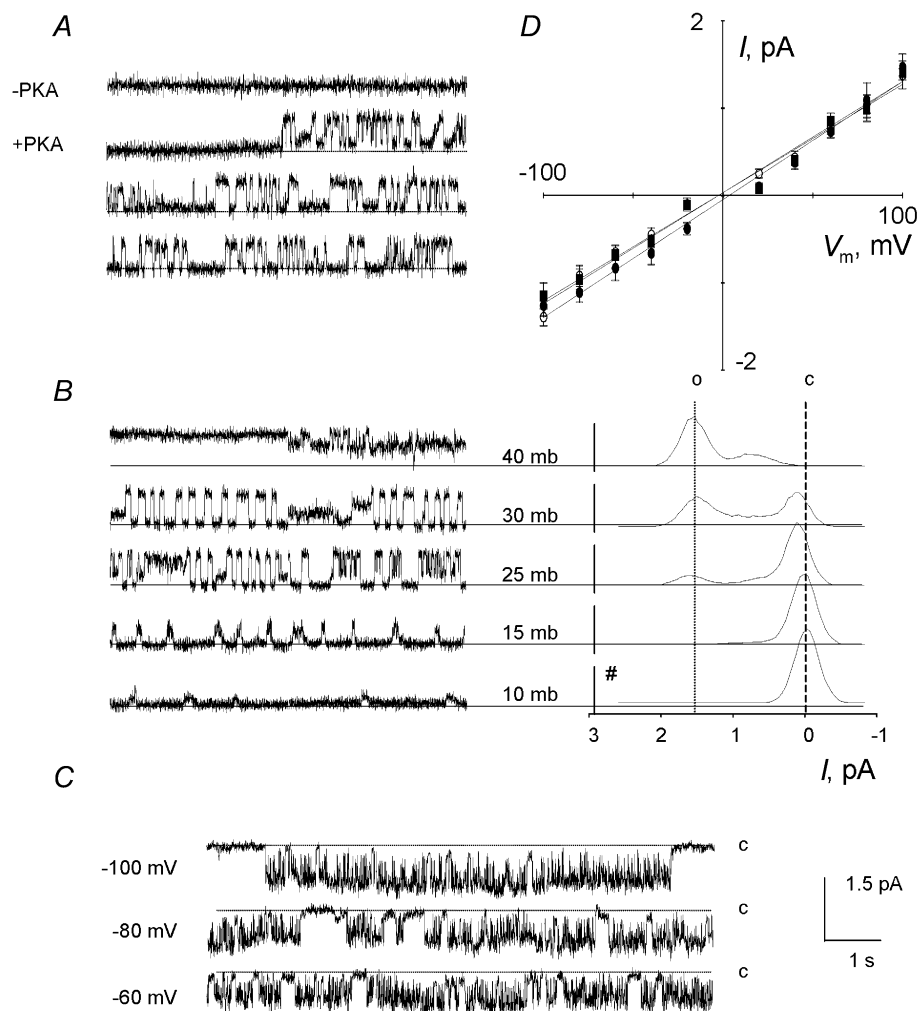 A
-PKA
+PKA
D
2
I, pA
-100
100
Vm, mV
-2
B
o
c
40 mb
30 mb
25 mb
15 mb
10 mb
#
3 2 1 0 -1
I, pA
C
-100 mV
c
-80 mV
c
-60 mV
c
1.5 pA
1 s